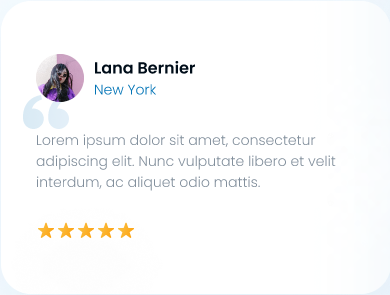 Lana Bernier
New York
Lorem ipsum dolor sit amet, consectetur
adipiscing elit. Nunc vulputate libero et velit
interdum, ac aliquet odio mattis.